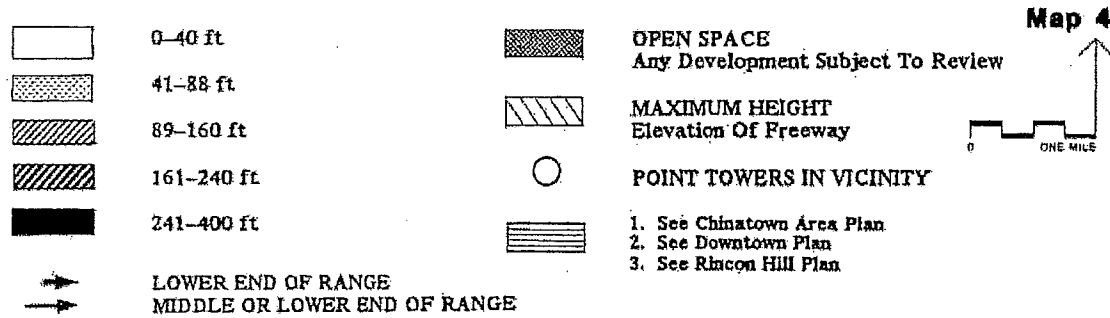 Map 4
0–40 ft
41–88 ft
89–160 ft
161–240 ft
241–400 ft
LOWER END OF RANGE
MIDDLE OR LOWER END OF RANGE
OPEN SPACE
Any Development Subject To Review
MAXIMUM HEIGHT
Elevation Of Freeway
POINT TOWERS IN VICINITY
1. See Chinatown Area Plan
2. See Downtown Plan
3. See Rincon Hill Plan
0 ONE MILE